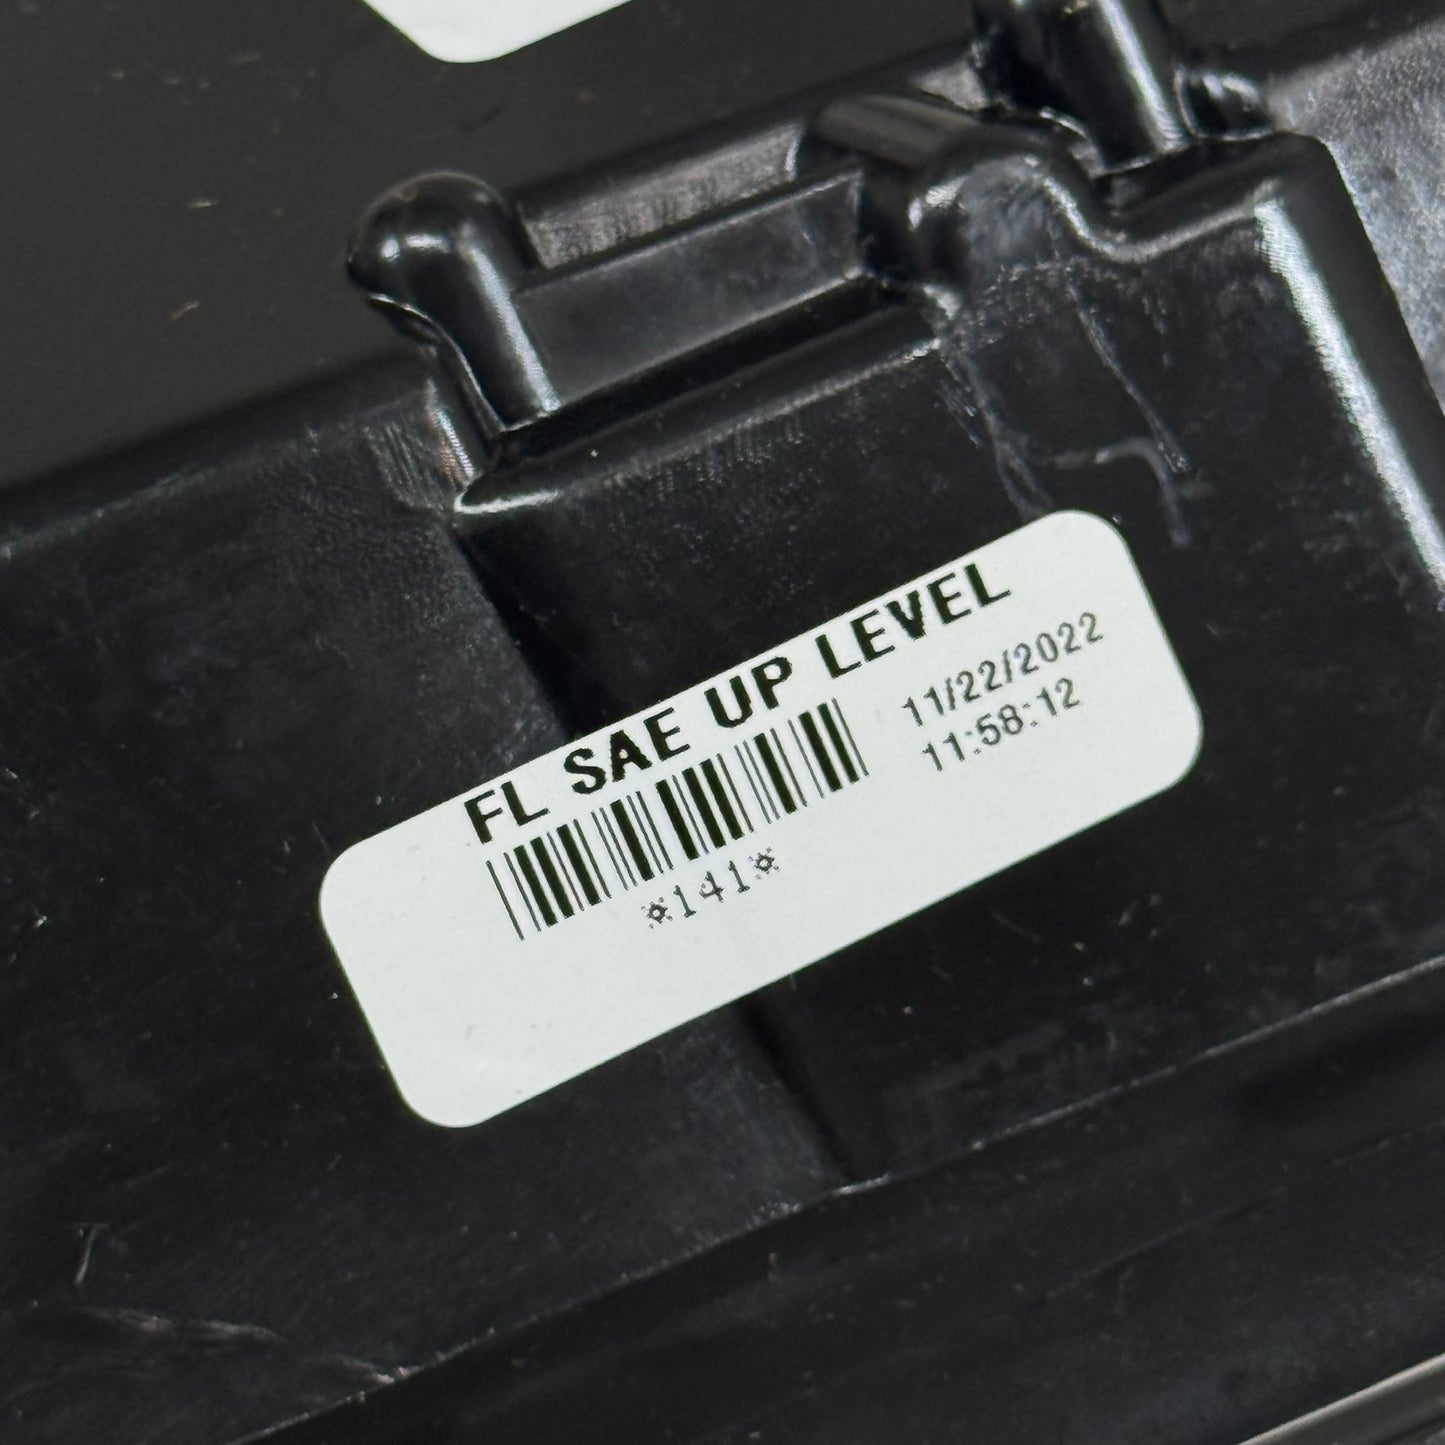 FL SAE UP LEVEL
11/22/2022
11:58:12
*141*